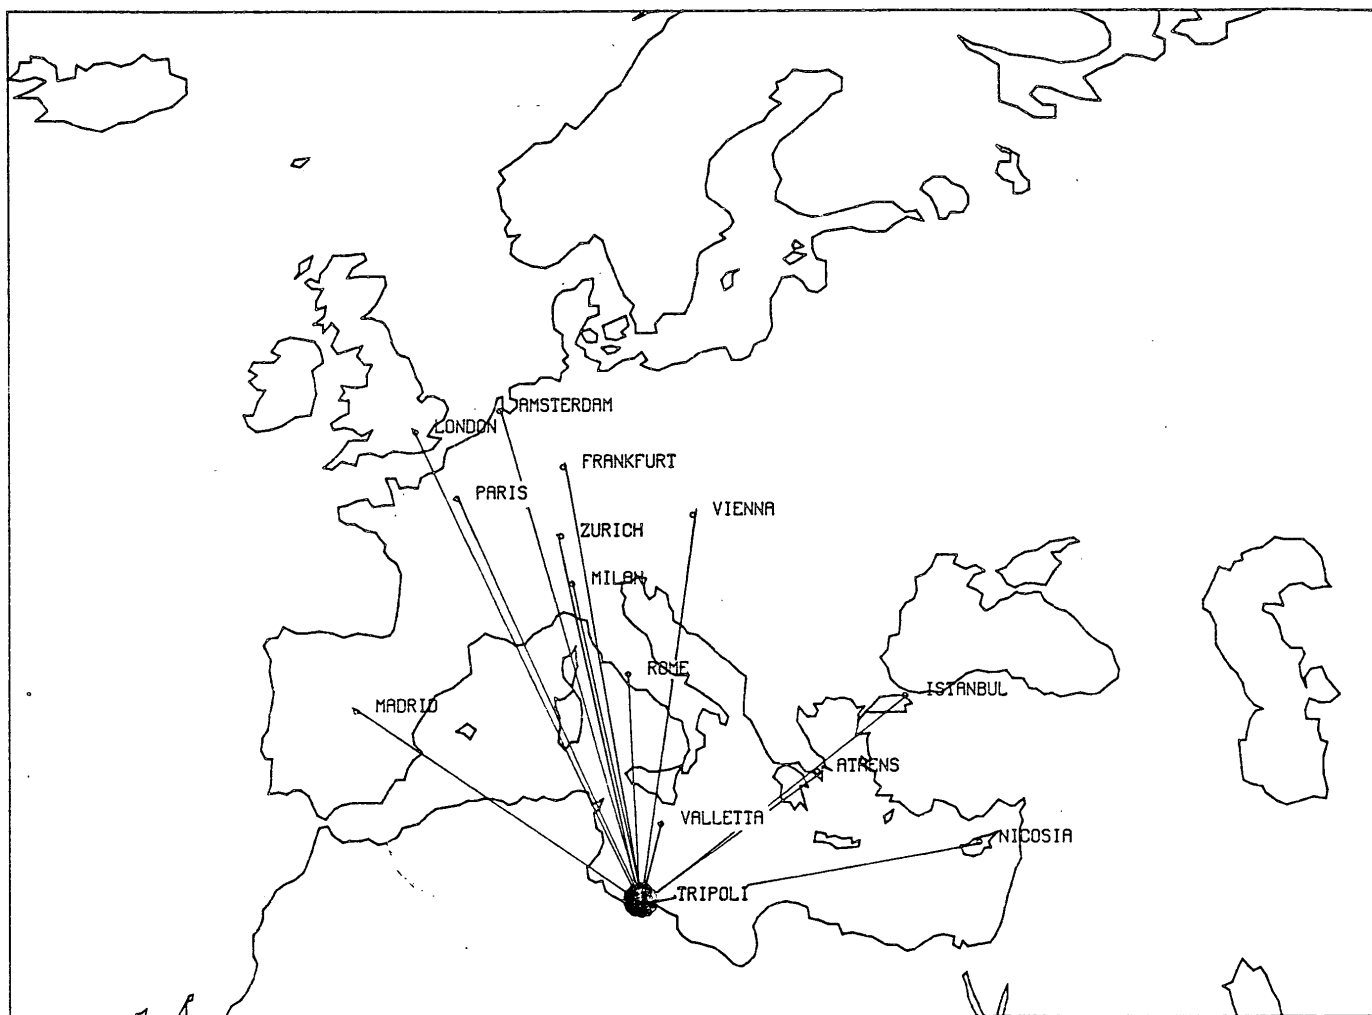 AMSTERDAM
LONDON
FRANKFURT
PARIS
VIENNA
ZURICH
MILAN
ROME
ISTANBUL
MADRID
ATHENS
VALLETTA
NICOSIA
TRIPOLI